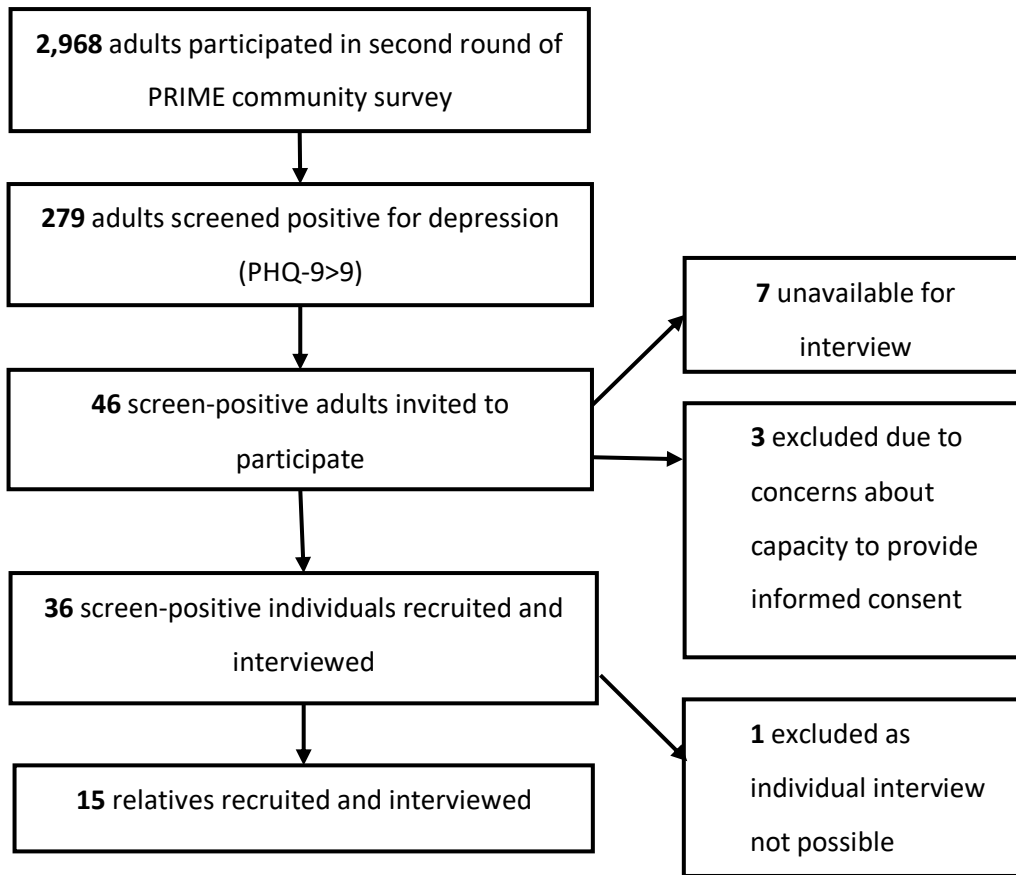 2,968 adults participated in second round of
PRIME community survey
279 adults screened positive for depression
(PHQ-9>9)
7 unavailable for
interview
46 screen-positive adults invited to
participate
3 excluded due to
concerns about
capacity to provide
informed consent
36 screen-positive individuals recruited and
interviewed
1 excluded as
individual interview
not possible
15 relatives recruited and interviewed